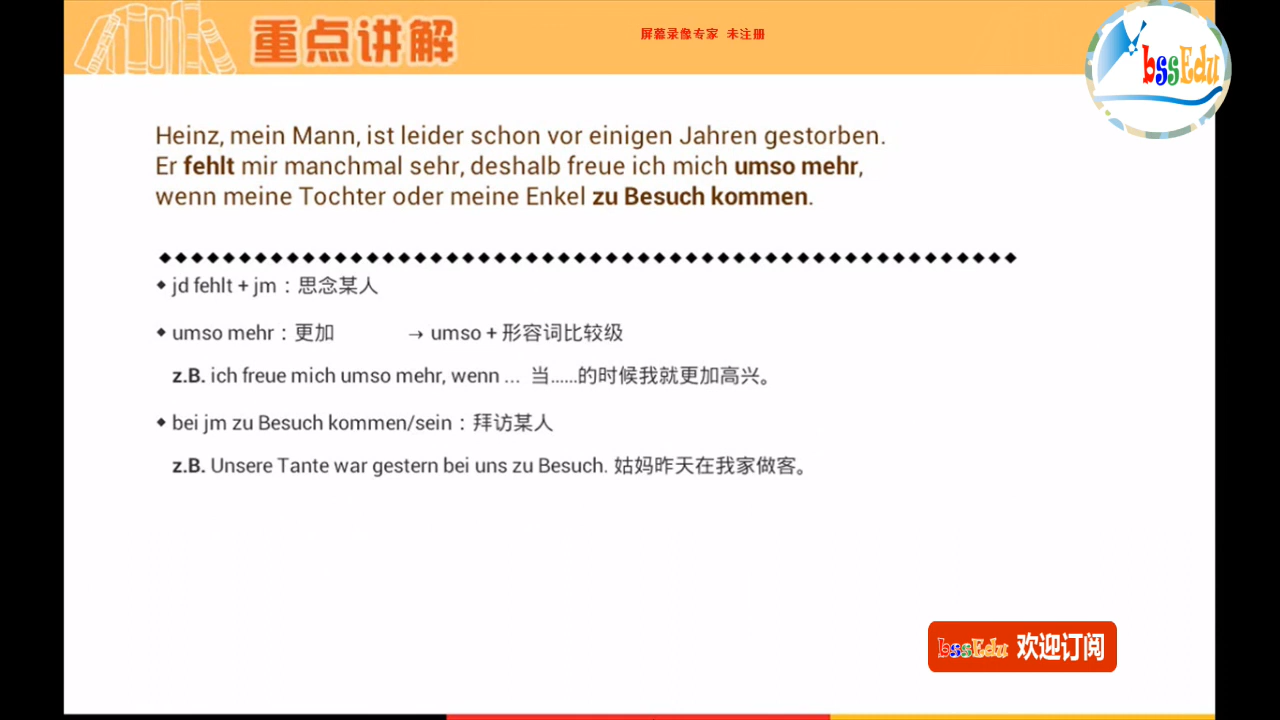 重点讲解
屏幕录像专家 未注册
bssEdu
Heinz, mein Mann, ist leider schon vor einigen Jahren gestorben.
Er fehlt mir manchmal sehr, deshalb freue ich mich umso mehr,
wenn meine Tochter oder meine Enkel zu Besuch kommen.
jd fehlt + jm：思念某人
umso mehr：更加 → umso + 形容词比较级
z.B. ich freue mich umso mehr, wenn ... 当……的时候我就更加高兴。
bei jm zu Besuch kommen/sein：拜访某人
z.B. Unsere Tante war gestern bei uns zu Besuch. 姑妈昨天在我家做客。
bssEdu 欢迎订阅